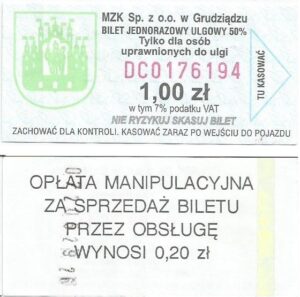 MZK Sp. z o.o. w Grudziądzu
BILET JEDNORAZOWY ULGOWY 50%
Tylko dla osób
uprawnionych do ulgi
DC0176194
1,00 zł
w tym 7% podatku VAT
NIE RYZYKUJ SKASUJ BILET
TU KASOWAĆ
ZACHOWAĆ DLA KONTROLI. KASOWAĆ ZARAZ PO WEJŚCIU DO POJAZDU
OPŁATA MANIPULACYJNA
ZA SPRZEDAŻ BILETU
PRZEZ OBSŁUGĘ
WYNOSI 0,20 zł